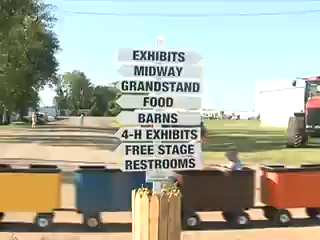 EXHIBITS
MIDWAY
GRANDSTAND
FOOD
BARNS
4-H EXHIBITS
FREE STAGE
RESTROOMS